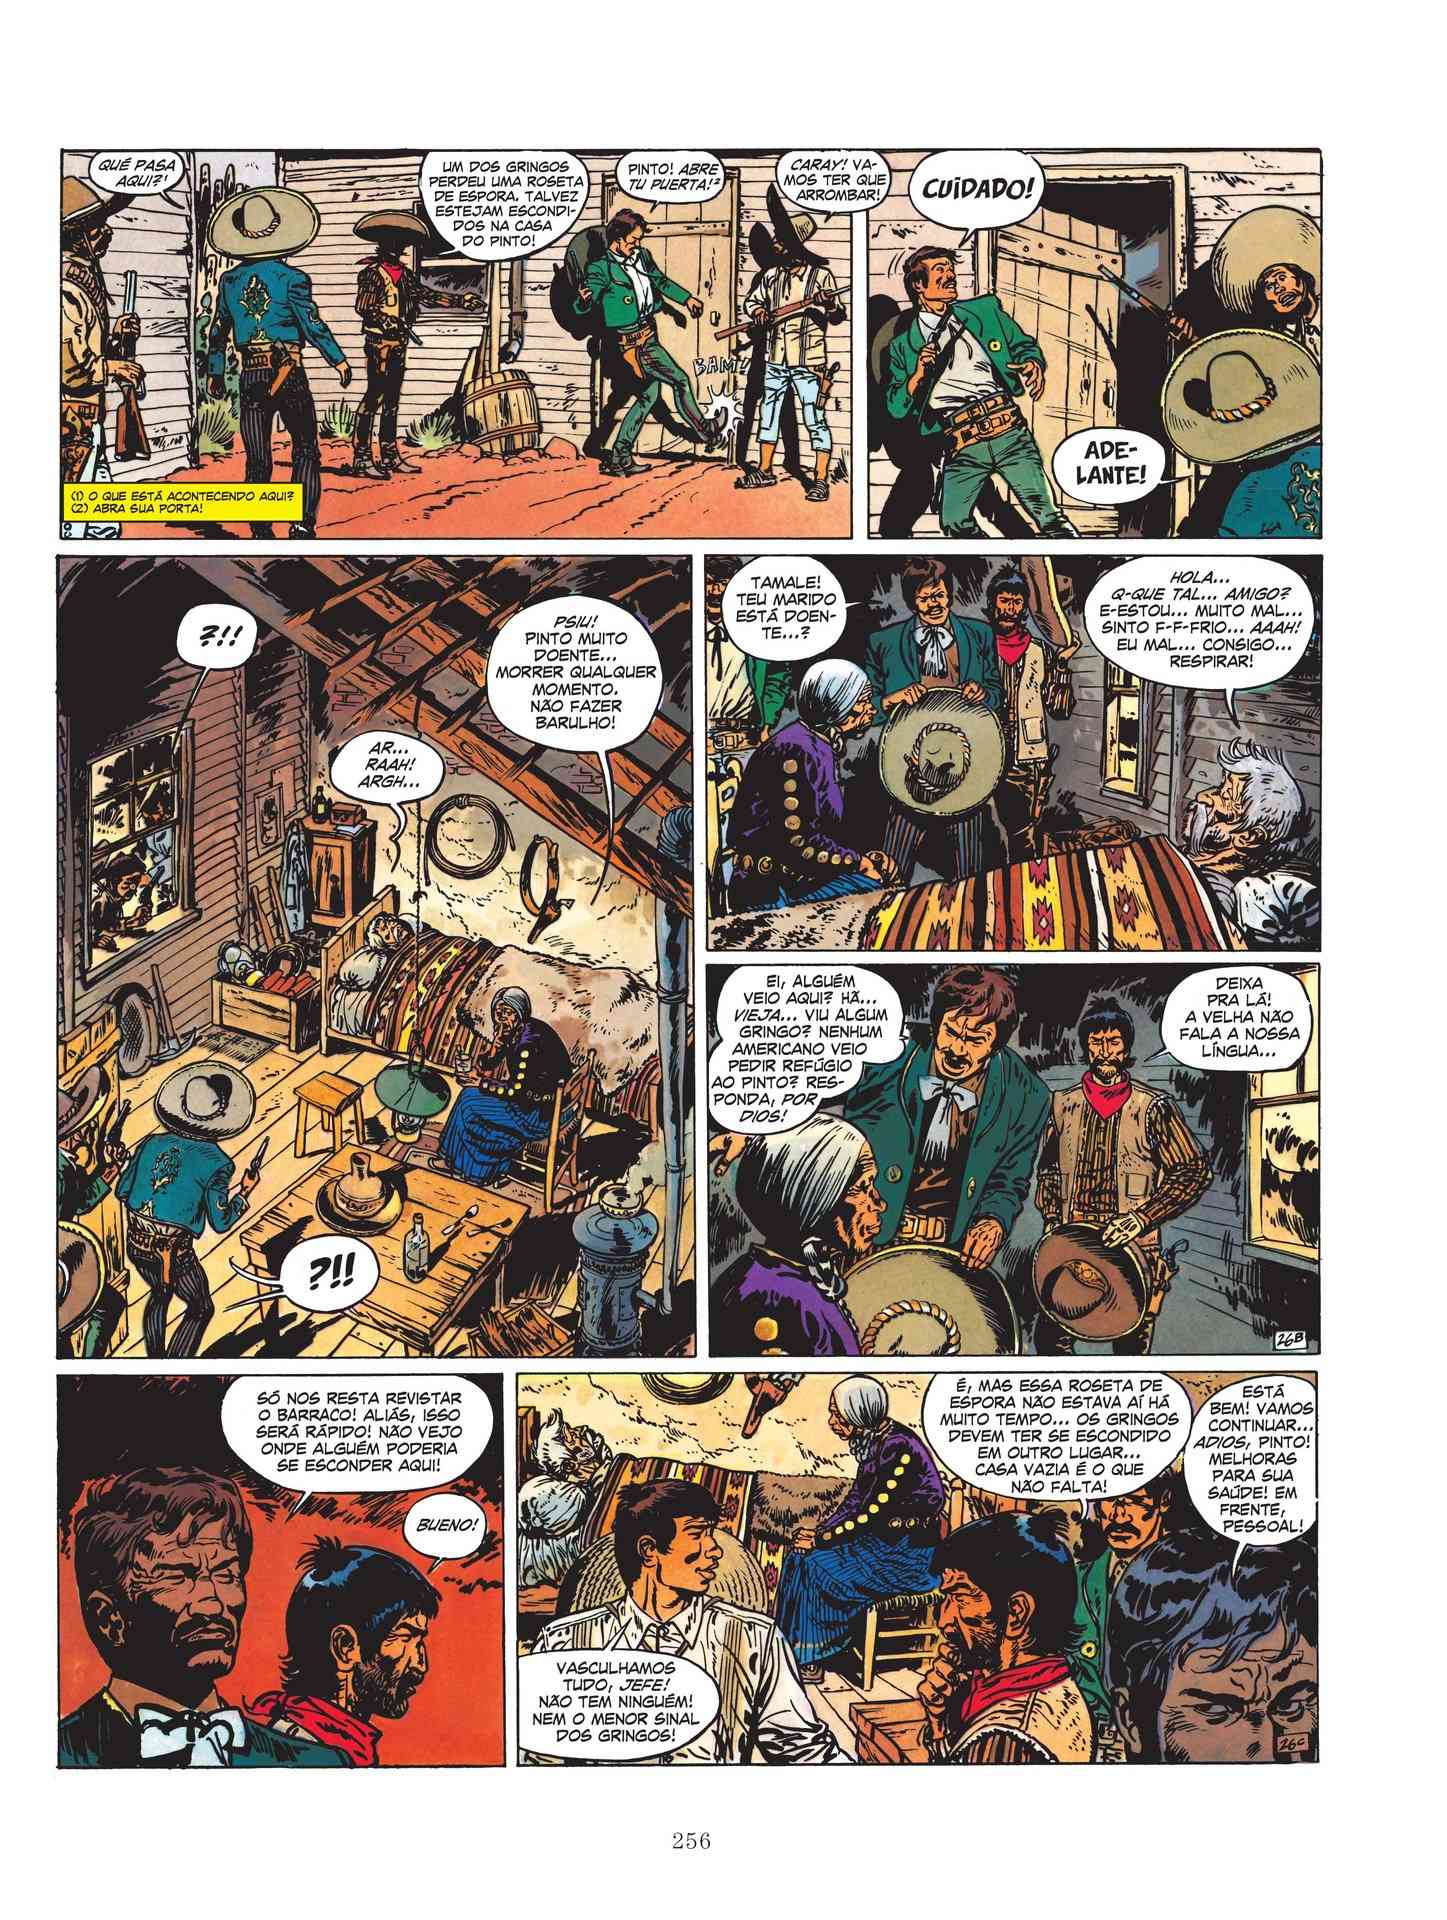 QUÉ PASA
AQUI?¹
UM DOS GRINGOS
PERDEU UMA ROSETA
DE ESPORA. TALVEZ
ESTEJAM ESCONDI-
DOS NA CASA
DO PINTO!
PINTO! ABRE
TU PUERTA!²
BAM!
CARAY! VA-
MOS TER QUE
ARROMBAR!
(1) O QUE ESTÁ ACONTECENDO AQUI?
(2) ABRA SUA PORTA!
CUIDADO!
ADE-
LANTE!
26A
?!!
AR...
RAAH!
ARGH...
PSIU!
PINTO MUITO
DOENTE...
MORRER QUALQUER
MOMENTO.
NÃO FAZER
BARULHO!
?!!
TAMALE!
TEU MARIDO
ESTÁ DOEN-
TE...?
HOLA...
Q-QUE TAL... AMIGO?
E-ESTOU... MUITO MAL...
SINTO F-F-FRIO... AAAH!
EU MAL... CONSIGO...
RESPIRAR!
EI, ALGUÉM
VEIO AQUI? HÁ...
VIEJA... VIU ALGUM
GRINGO? NENHUM
AMERICANO VEIO
PEDIR REFÚGIO
AO PINTO? RES-
PONDA, POR
DIOS!
DEIXA
PRA LÁ!
A VELHA NÃO
FALA A NOSSA
LÍNGUA...
26B
SÓ NOS RESTA REVISTAR
O BARRACO! ALIÁS, ISSO
SERÁ RÁPIDO! NÃO VEJO
ONDE ALGUÉM PODERIA
SE ESCONDER AQUI!
BUENO!
VASCULHAMOS
TUDO, JEFE!
NÃO TEM NINGUÉM!
NEM O MENOR SINAL
DOS GRINGOS!
É, MAS ESSA ROSETA DE
ESPORA NÃO ESTAVA AÍ HÁ
MUITO TEMPO... OS GRINGOS
DEVEM TER SE ESCONDIDO
EM OUTRO LUGAR...
CASA VAZIA É O QUE
NÃO FALTA!
ESTÁ
BEM! VAMOS
CONTINUAR...
ADIOS, PINTO!
MELHORAS
PARA SUA
SAÚDE! EM
FRENTE,
PESSOAL!
26C
256